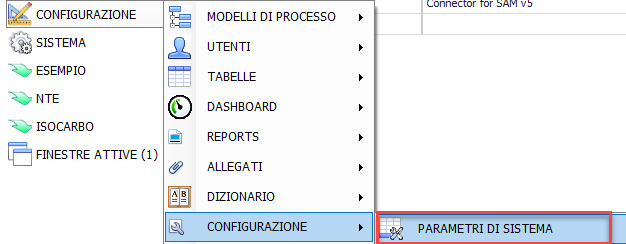 Connector for SAM v5
CONFIGURAZIONE
SISTEMA
ESEMPIO
NTE
ISOCARBO
FINESTRE ATTIVE (1)
MODELLI DI PROCESSO
UTENTI
TABELLE
DASHBOARD
REPORTS
ALLEGATI
DIZIONARIO
CONFIGURAZIONE
PARAMETRI DI SISTEMA